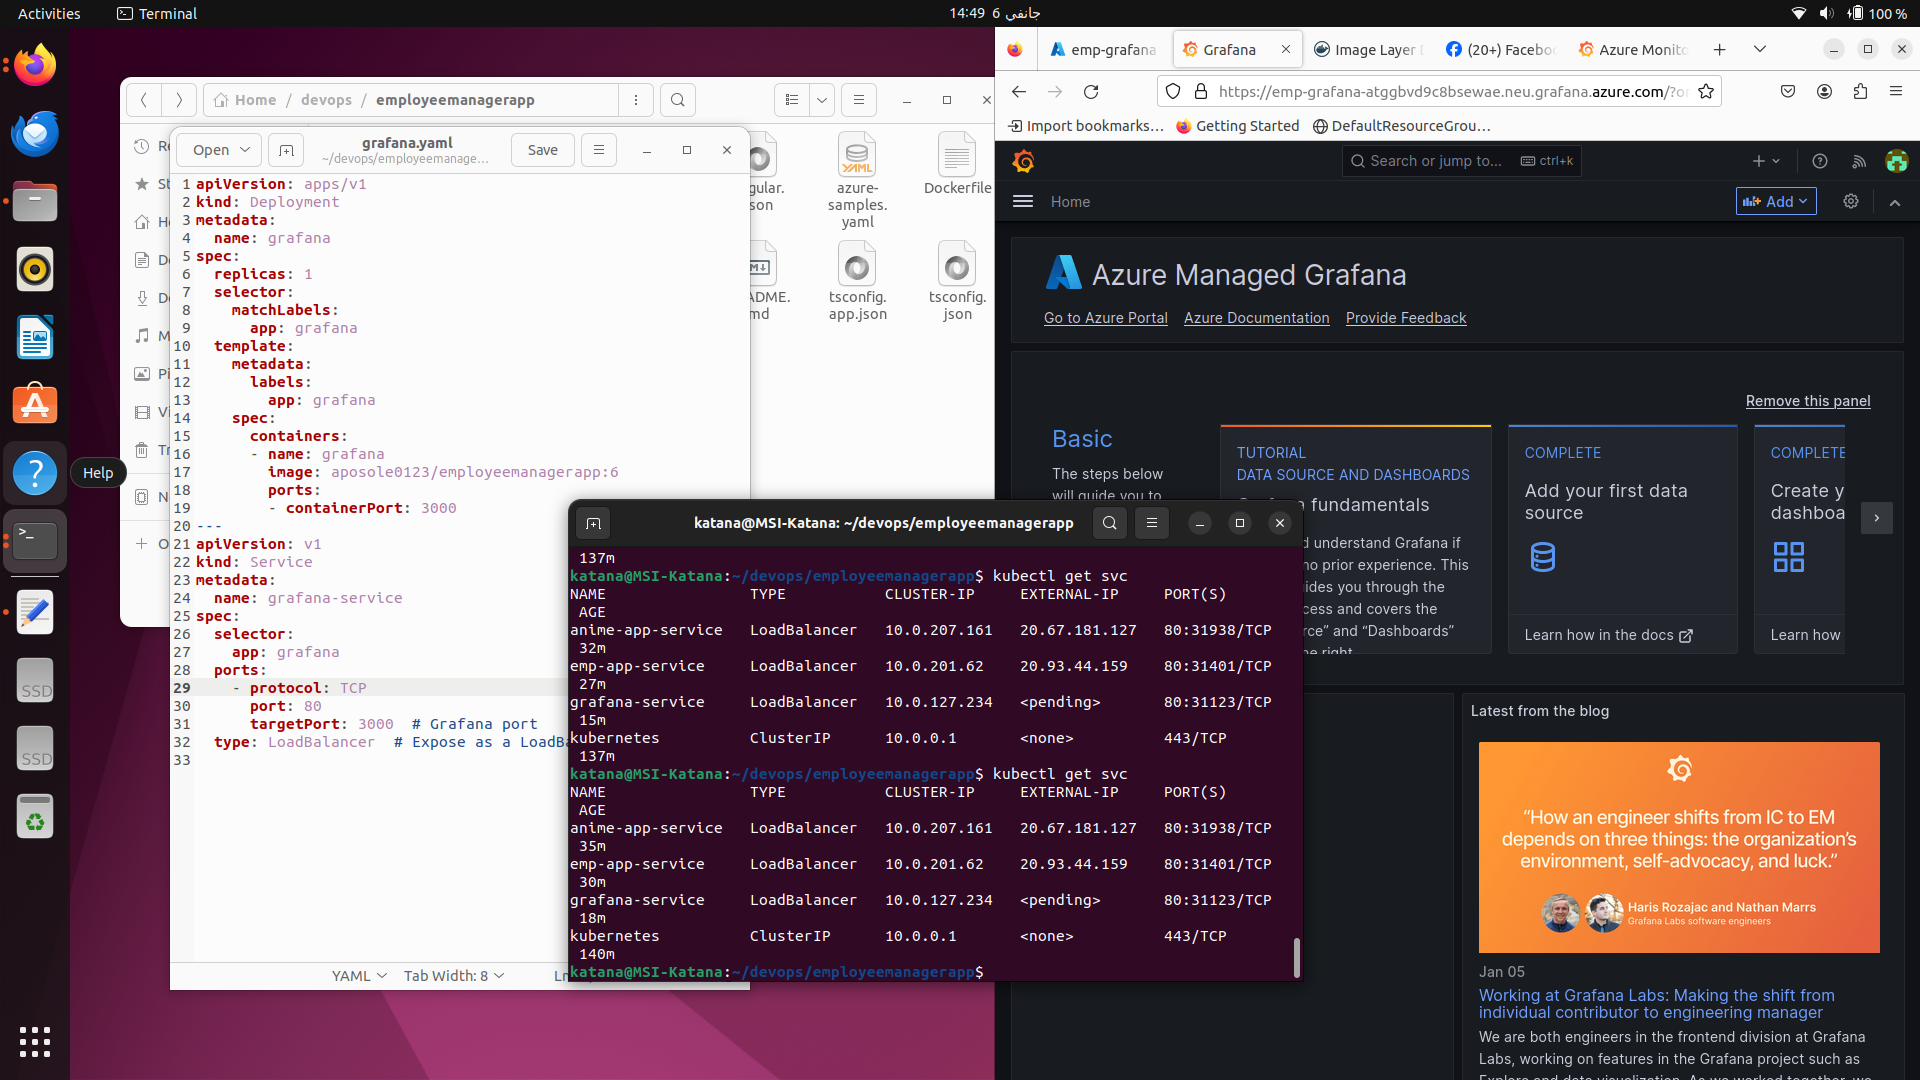 Activities
Terminal
14:49 6 جانفي
100 %
Help
Home / devops / employeemanagerapp
azure-samples.yaml
Dockerfile
tsconfig.app.json
tsconfig.json
Open
grafana.yaml
~/devops/employeemanage...
Save
1 apiVersion: apps/v1
2 kind: Deployment
3 metadata:
4   name: grafana
5 spec:
6   replicas: 1
7   selector:
8     matchLabels:
9       app: grafana
10   template:
11     metadata:
12       labels:
13         app: grafana
14     spec:
15       containers:
16       - name: grafana
17         image: aposole0123/employeemanagerapp:6
18         ports:
19         - containerPort: 3000
20 ---
21 apiVersion: v1
22 kind: Service
23 metadata:
24   name: grafana-service
25 spec:
26   selector:
27     app: grafana
28   ports:
29     - protocol: TCP
30       port: 80
31       targetPort: 3000  # Grafana port
32   type: LoadBalancer  # Expose as a LoadB
33
YAML
Tab Width: 8
katana@MSI-Katana: ~/devops/employeemanagerapp
137m
katana@MSI-Katana:~/devops/employeemanagerapp$ kubectl get svc
NAME TYPE CLUSTER-IP EXTERNAL-IP PORT(S)
AGE
anime-app-service LoadBalancer 10.0.207.161 20.67.181.127 80:31938/TCP
32m
emp-app-service LoadBalancer 10.0.201.62 20.93.44.159 80:31401/TCP
27m
grafana-service LoadBalancer 10.0.127.234 <pending> 80:31123/TCP
15m
kubernetes ClusterIP 10.0.0.1 <none> 443/TCP
137m
katana@MSI-Katana:~/devops/employeemanagerapp$ kubectl get svc
NAME TYPE CLUSTER-IP EXTERNAL-IP PORT(S)
AGE
anime-app-service LoadBalancer 10.0.207.161 20.67.181.127 80:31938/TCP
35m
emp-app-service LoadBalancer 10.0.201.62 20.93.44.159 80:31401/TCP
30m
grafana-service LoadBalancer 10.0.127.234 <pending> 80:31123/TCP
18m
kubernetes ClusterIP 10.0.0.1 <none> 443/TCP
140m
katana@MSI-Katana:~/devops/employeemanagerapp$
SSD
SSD
emp-grafana
Grafana
Image Layer
(20+) Facebo
Azure Monito
https://emp-grafana-atggbvd9c8bsewae.neu.grafana.azure.com/?or
Import bookmarks...
Getting Started
DefaultResourceGrou...
Search or jump to...
ctrl+k
Home
Add
Azure Managed Grafana
Go to Azure Portal
Azure Documentation
Provide Feedback
Remove this panel
Basic
The steps below
will guide you to
TUTORIAL
DATA SOURCE AND DASHBOARDS
fundamentals
d understand Grafana if
no prior experience. This
ides you through the
cess and covers the
rce” and “Dashboards”
he right.
COMPLETE
Add your first data
source
Learn how in the docs
COMPLETE
Create y
dashboa
Learn how
Latest from the blog
“How an engineer shifts from IC to EM
depends on three things: the organization’s
environment, self-advocacy, and luck.”
Haris Rozajac and Nathan Marrs
Grafana Labs software engineers
Jan 05
Working at Grafana Labs: Making the shift from
individual contributor to engineering manager
We are both engineers in the frontend division at Grafana
Labs, working on features in the Grafana project such as